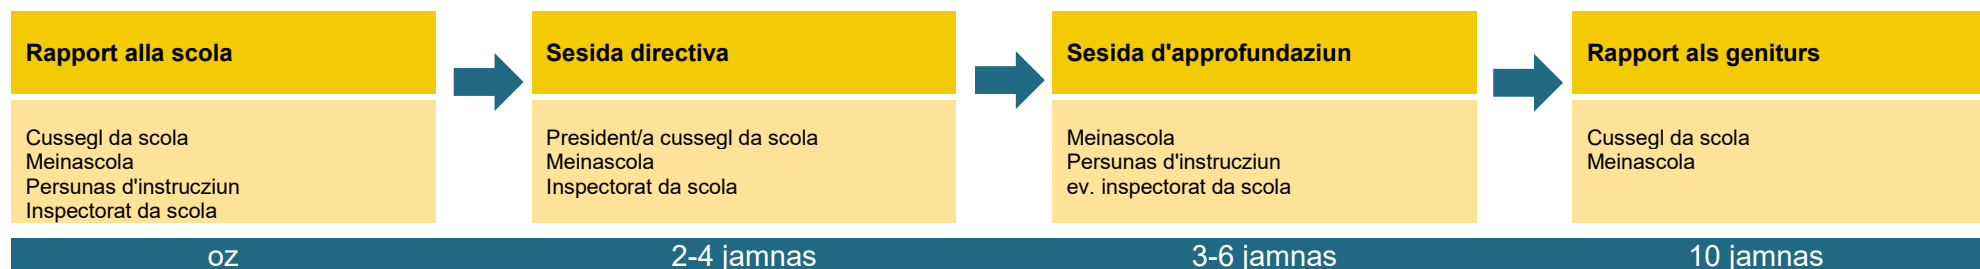 Rapport alla scola
Cussegl da scola
Meinascola
Persunas d'instrucziun
Inspectorat da scola
Sesida directiva
President/a cussegl da scola
Meinascola
Inspectorat da scola
Sesida d'approfundaziun
Meinascola
Persunas d'instrucziun
ev. inspectorat da scola
Rapport als geniturs
Cussegl da scola
Meinascola
oz
2-4 jamnas
3-6 jamnas
10 jamnas